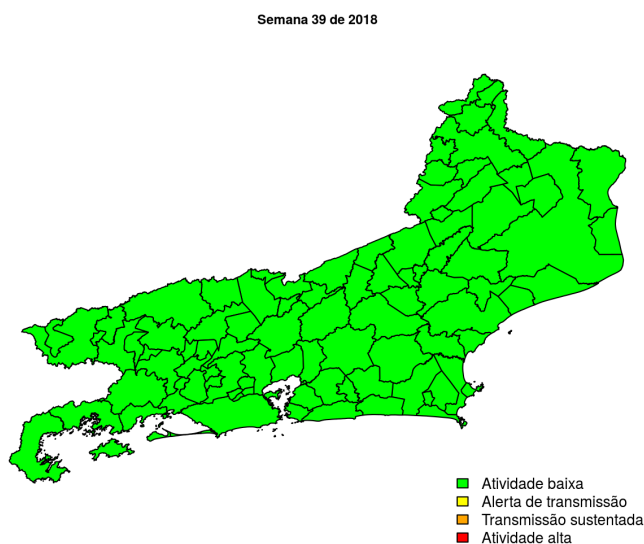 Semana 39 de 2018
Atividade baixa
Alerta de transmissão
Transmissão sustentada
Atividade alta